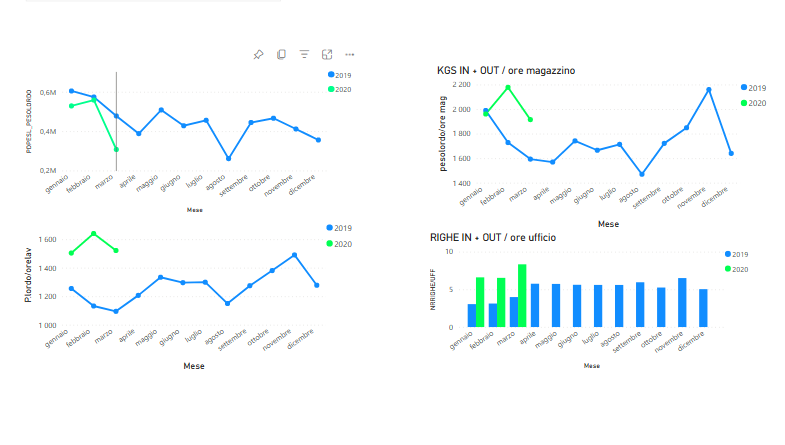 2019
2020
0,6M
0,4M
0,2M
PDPESI_PESOLORDO
gennaio febbraio marzo aprile maggio giugno luglio agosto settembre ottobre novembre dicembre
Mese
KGS IN + OUT / ore magazzino
2019
2020
2 200
2 000
1 800
1 600
1 400
pesolordo/ore mag
gennaio febbraio marzo aprile maggio giugno luglio agosto settembre ottobre novembre dicembre
Mese
2019
2020
1 600
1 400
1 200
1 000
Plordo/orelav
gennaio febbraio marzo aprile maggio giugno luglio agosto settembre ottobre novembre dicembre
Mese
RIGHE IN + OUT / ore ufficio
2019
2020
10
5
0
NRRIGHE/UFF
gennaio febbraio marzo aprile maggio giugno luglio agosto settembre ottobre novembre dicembre
Mese